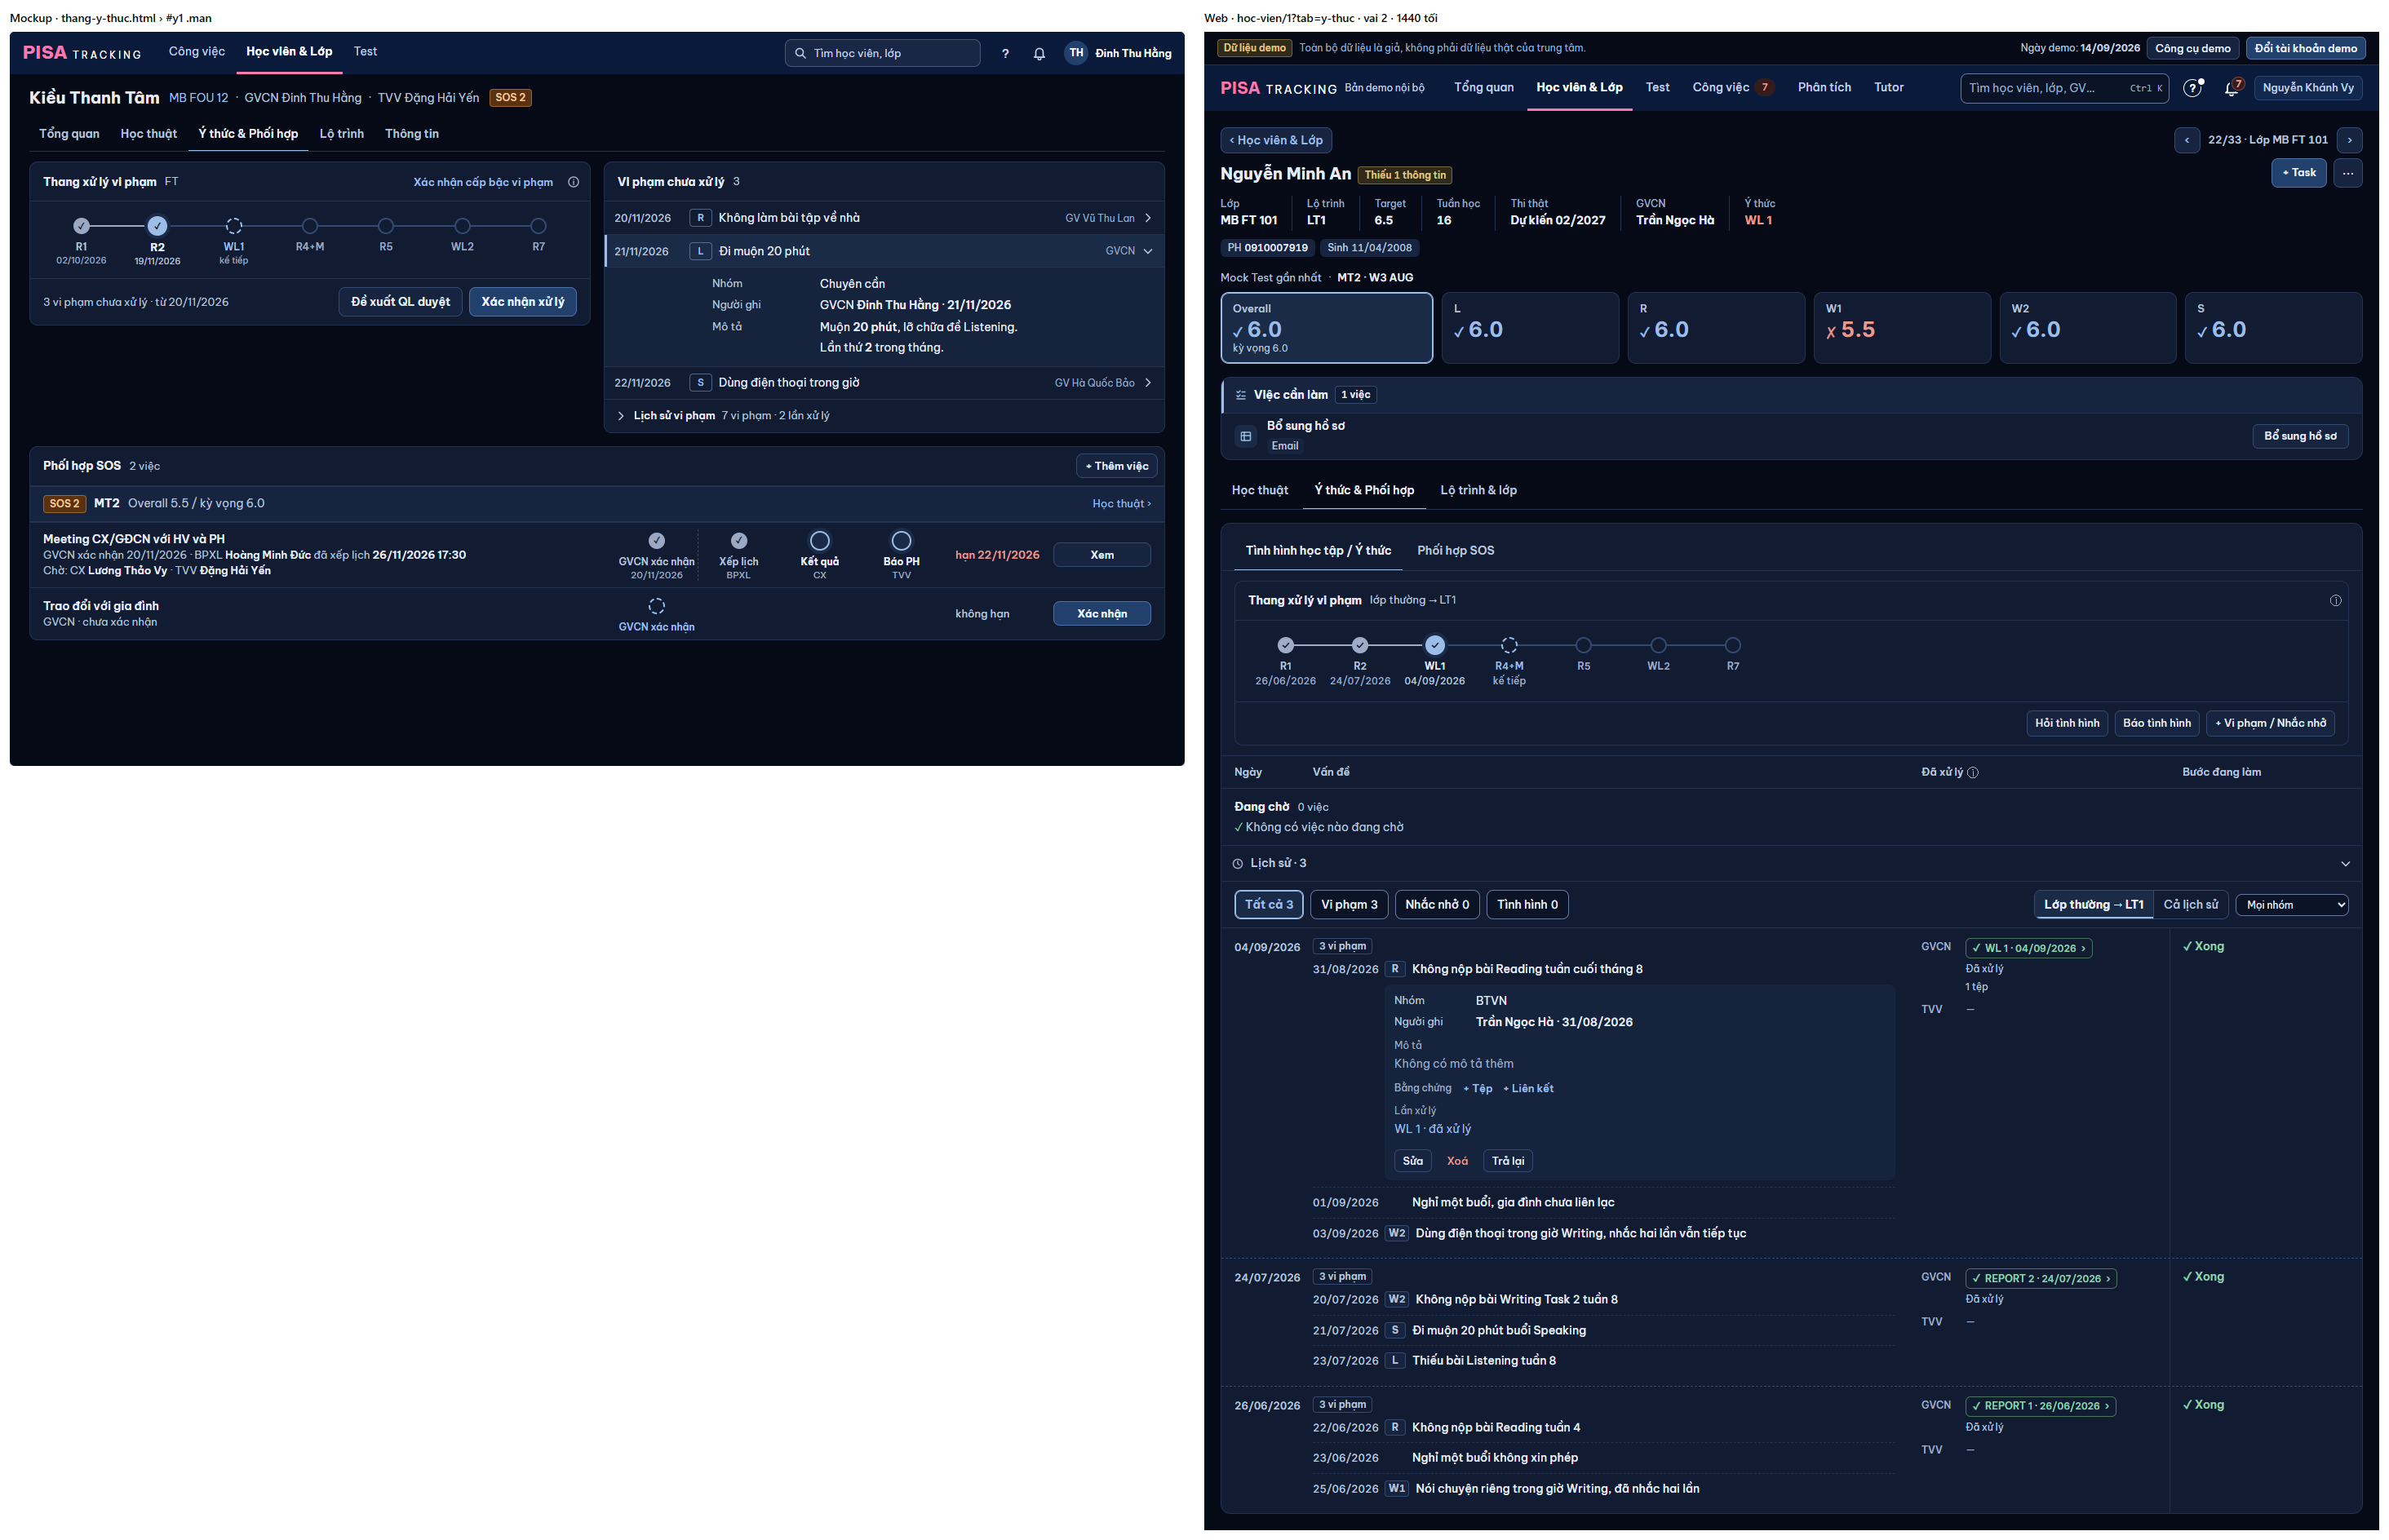 Mockup · thang-y-thuc.html › #y1 .man
PISA TRACKING Công việc Học viên & Lớp Test Tìm học viên, lớp ? TH Đinh Thu Hằng
Kiều Thanh Tâm MB FOU 12 · GVCN Đinh Thu Hằng · TVV Đặng Hải Yến SOS 2
Tổng quan Học thuật Ý thức & Phối hợp Lộ trình Thông tin
Thang xử lý vi phạm FT Xác nhận cấp bậc vi phạm
R1 R2 WL1 R4+M R5 WL2 R7
02/10/2026 19/11/2026 kế tiếp
3 vi phạm chưa xử lý · từ 20/11/2026 Đề xuất QL duyệt Xác nhận xử lý
Vi phạm chưa xử lý 3
20/11/2026 R Không làm bài tập về nhà GV Vũ Thu Lan
21/11/2026 L Đi muộn 20 phút GVCN
Nhóm Chuyên cần
Người ghi GVCN Đinh Thu Hằng · 21/11/2026
Mô tả Muộn 20 phút, lỡ chữa đề Listening.
Lần thứ 2 trong tháng.
22/11/2026 S Dùng điện thoại trong giờ GV Hà Quốc Bảo
Lịch sử vi phạm 7 vi phạm · 2 lần xử lý
Phối hợp SOS 2 việc + Thêm việc
SOS 2 MT2 Overall 5.5 / kỳ vọng 6.0 Học thuật ›
Meeting CX/GĐCN với HV và PH
GVCN xác nhận 20/11/2026 · BPXL Hoàng Minh Đức đã xếp lịch 26/11/2026 17:30
Chờ: CX Lương Thảo Vy · TVV Đặng Hải Yến
GVCN xác nhận Xếp lịch Kết quả Báo PH
20/11/2026 BPXL CX TVV
hạn 22/11/2026 Xem
Trao đổi với gia đình
GVCN · chưa xác nhận
GVCN xác nhận
không hạn Xác nhận
Web · hoc-vien/1?tab=y-thuc · vai 2 · 1440 tối
Dữ liệu demo Toàn bộ dữ liệu là giả, không phải dữ liệu thật của trung tâm. Ngày demo: 14/09/2026 Công cụ demo Đổi tài khoản demo
PISA TRACKING Bản demo nội bộ Tổng quan Học viên & Lớp Test Công việc 7 Phân tích Tutor Tìm học viên, lớp, GV... Ctrl K ? 7 Nguyễn Khánh Vy
‹ Học viên & Lớp ‹ 22/33 · Lớp MB FT 101 ›
Nguyễn Minh An Thiếu 1 thông tin + Task ...
Lớp Lộ trình Target Tuần học Thi thật GVCN Ý thức
MB FT 101 LT1 6.5 16 Dự kiến 02/2027 Trần Ngọc Hà WL 1
PH 0910007919 Sinh 11/04/2008
Mock Test gần nhất · MT2 · W3 AUG
Overall L R W1 W2 S
✓ 6.0 ✓ 6.0 ✓ 6.0 ✗ 5.5 ✓ 6.0 ✓ 6.0
kỳ vọng 6.0
Việc cần làm 1 việc
Bổ sung hồ sơ
Email
Bổ sung hồ sơ
Học thuật Ý thức & Phối hợp Lộ trình & lớp
Tình hình học tập / Ý thức Phối hợp SOS
Thang xử lý vi phạm lớp thường → LT1
R1 R2 WL1 R4+M R5 WL2 R7
26/06/2026 24/07/2026 04/09/2026 kế tiếp
Hỏi tình hình Báo tình hình + Vi phạm / Nhắc nhở
Ngày Vấn đề Đã xử lý Bước đang làm
Đang chờ 0 việc
✓ Không có việc nào đang chờ
Lịch sử · 3
Tất cả 3 Vi phạm 3 Nhắc nhở 0 Tình hình 0 Lớp thường → LT1 Cả lịch sử Mọi nhóm
04/09/2026 3 vi phạm GVCN ✓ WL 1 · 04/09/2026 › ✓ Xong
31/08/2026 R Không nộp bài Reading tuần cuối tháng 8 Đã xử lý
1 tệp
Nhóm BTVN
TVV —
Người ghi Trần Ngọc Hà · 31/08/2026
Mô tả
Không có mô tả thêm
Bằng chứng + Tệp + Liên kết
Lần xử lý
WL 1 · đã xử lý
Sửa Xoá Trả lại
01/09/2026 Nghỉ một buổi, gia đình chưa liên lạc
03/09/2026 W2 Dùng điện thoại trong giờ Writing, nhắc hai lần vẫn tiếp tục
24/07/2026 3 vi phạm GVCN ✓ REPORT 2 · 24/07/2026 › ✓ Xong
20/07/2026 W2 Không nộp bài Writing Task 2 tuần 8 Đã xử lý
TVV —
21/07/2026 S Đi muộn 20 phút buổi Speaking
23/07/2026 L Thiếu bài Listening tuần 8
26/06/2026 3 vi phạm GVCN ✓ REPORT 1 · 26/06/2026 › ✓ Xong
22/06/2026 R Không nộp bài Reading tuần 4 Đã xử lý
TVV —
23/06/2026 Nghỉ một buổi không xin phép
25/06/2026 W1 Nói chuyện riêng trong giờ Writing, đã nhắc hai lần